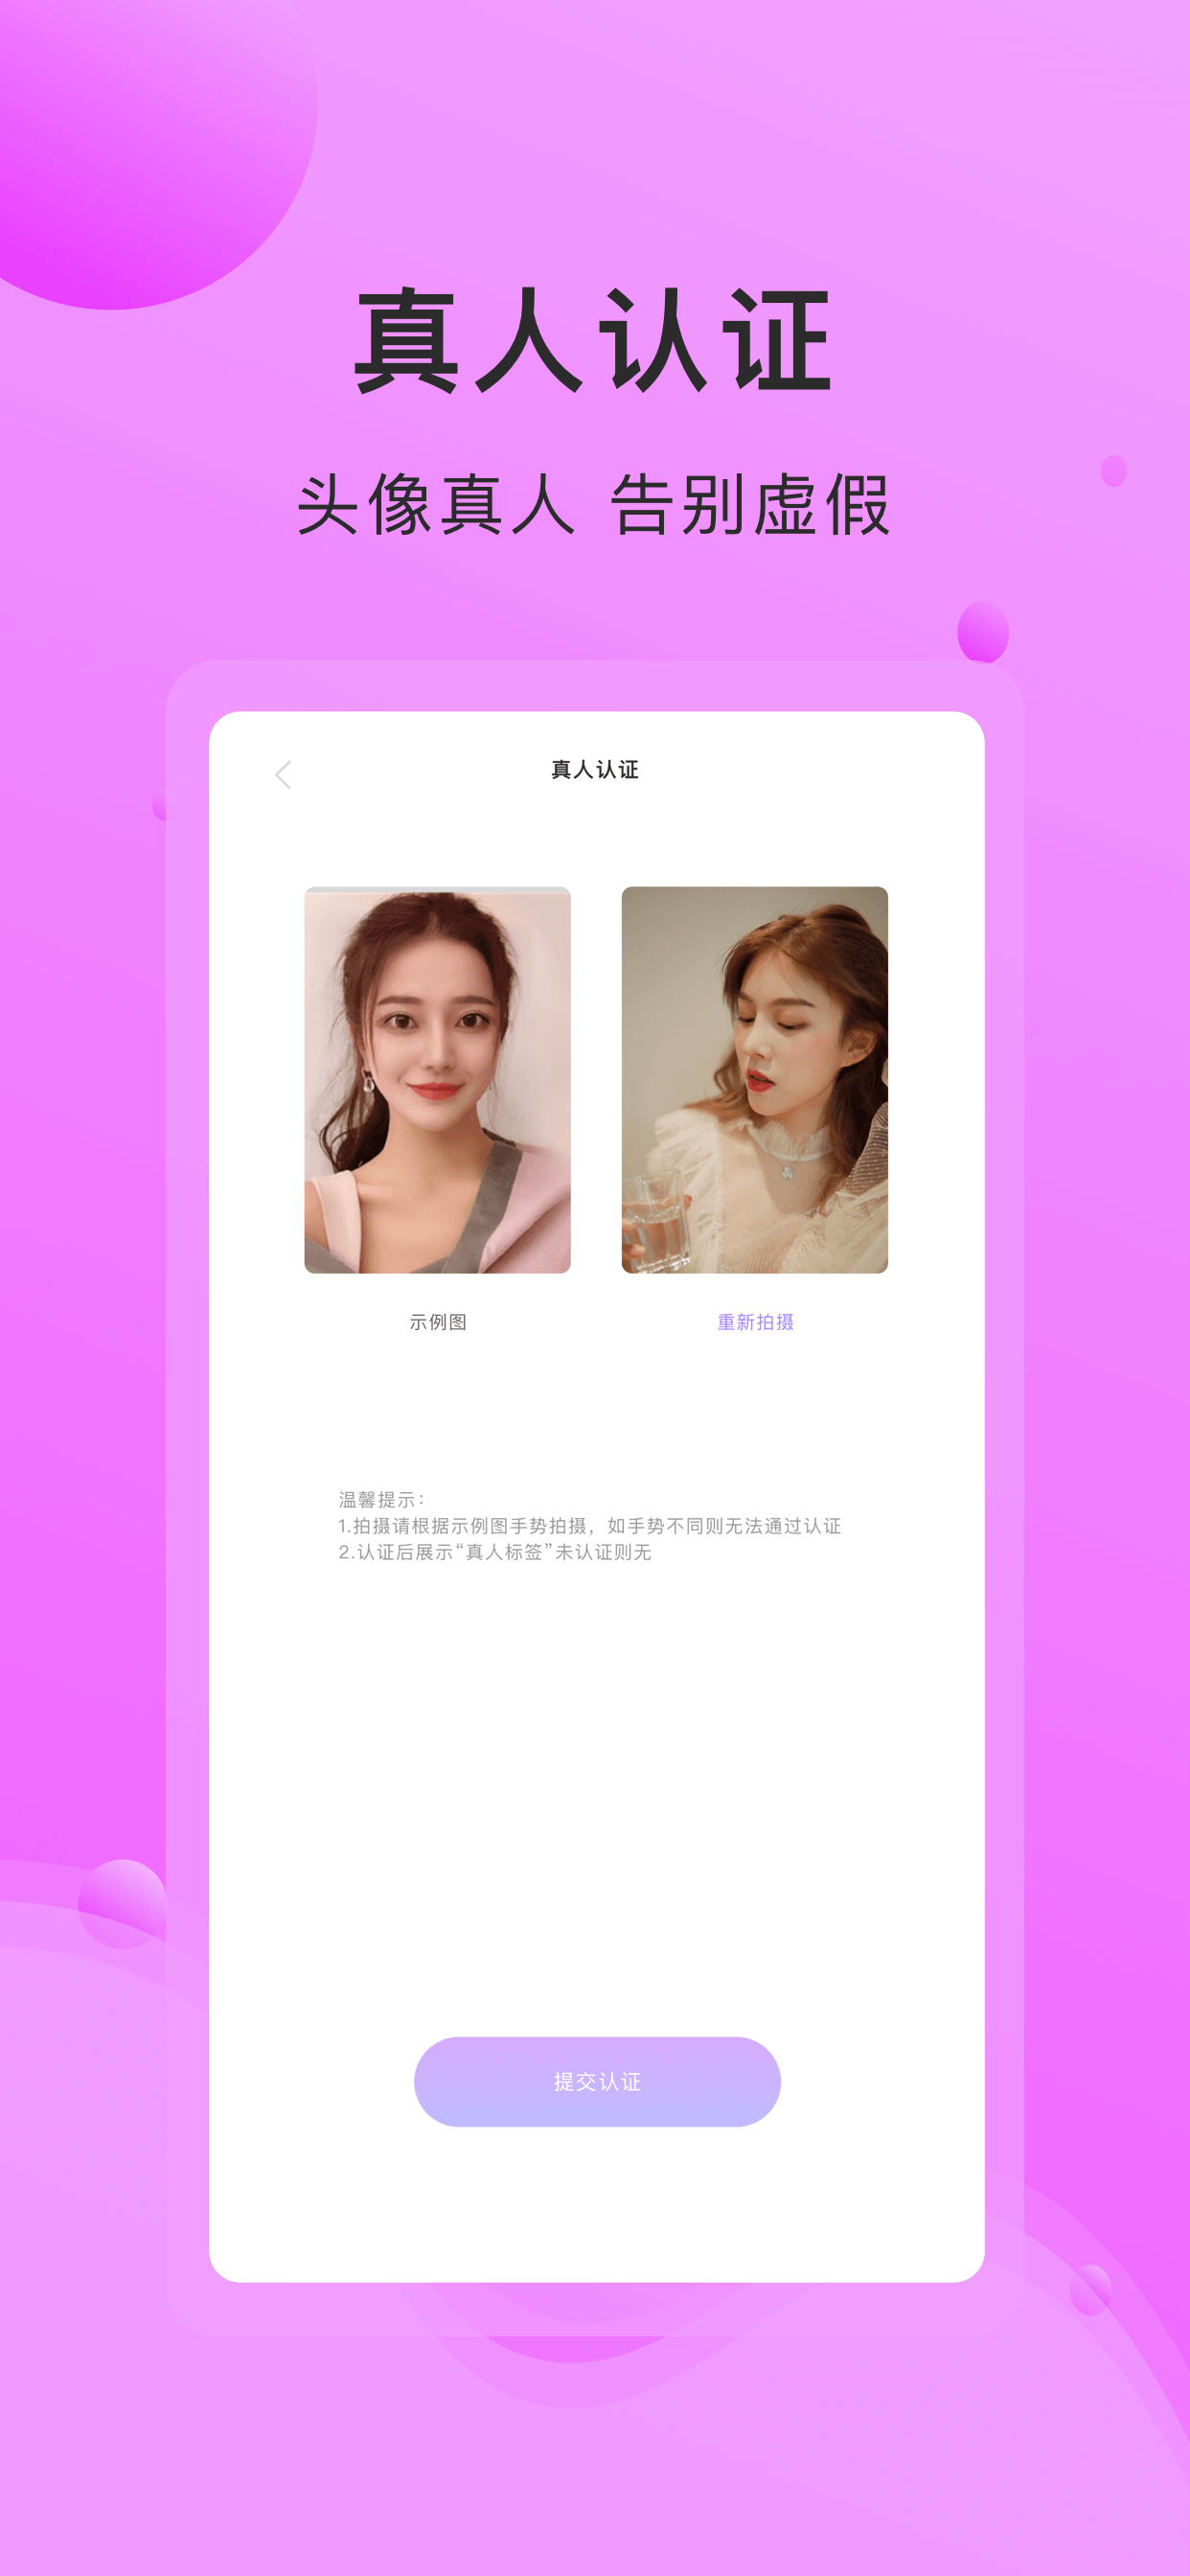 真人认证
头像真人 告别虚假
真人认证
示例图
重新拍摄
温馨提示：
1.拍摄请根据示例图手势拍摄，如手势不同则无法通过认证
2.认证后展示“真人标签”未认证则无
提交认证